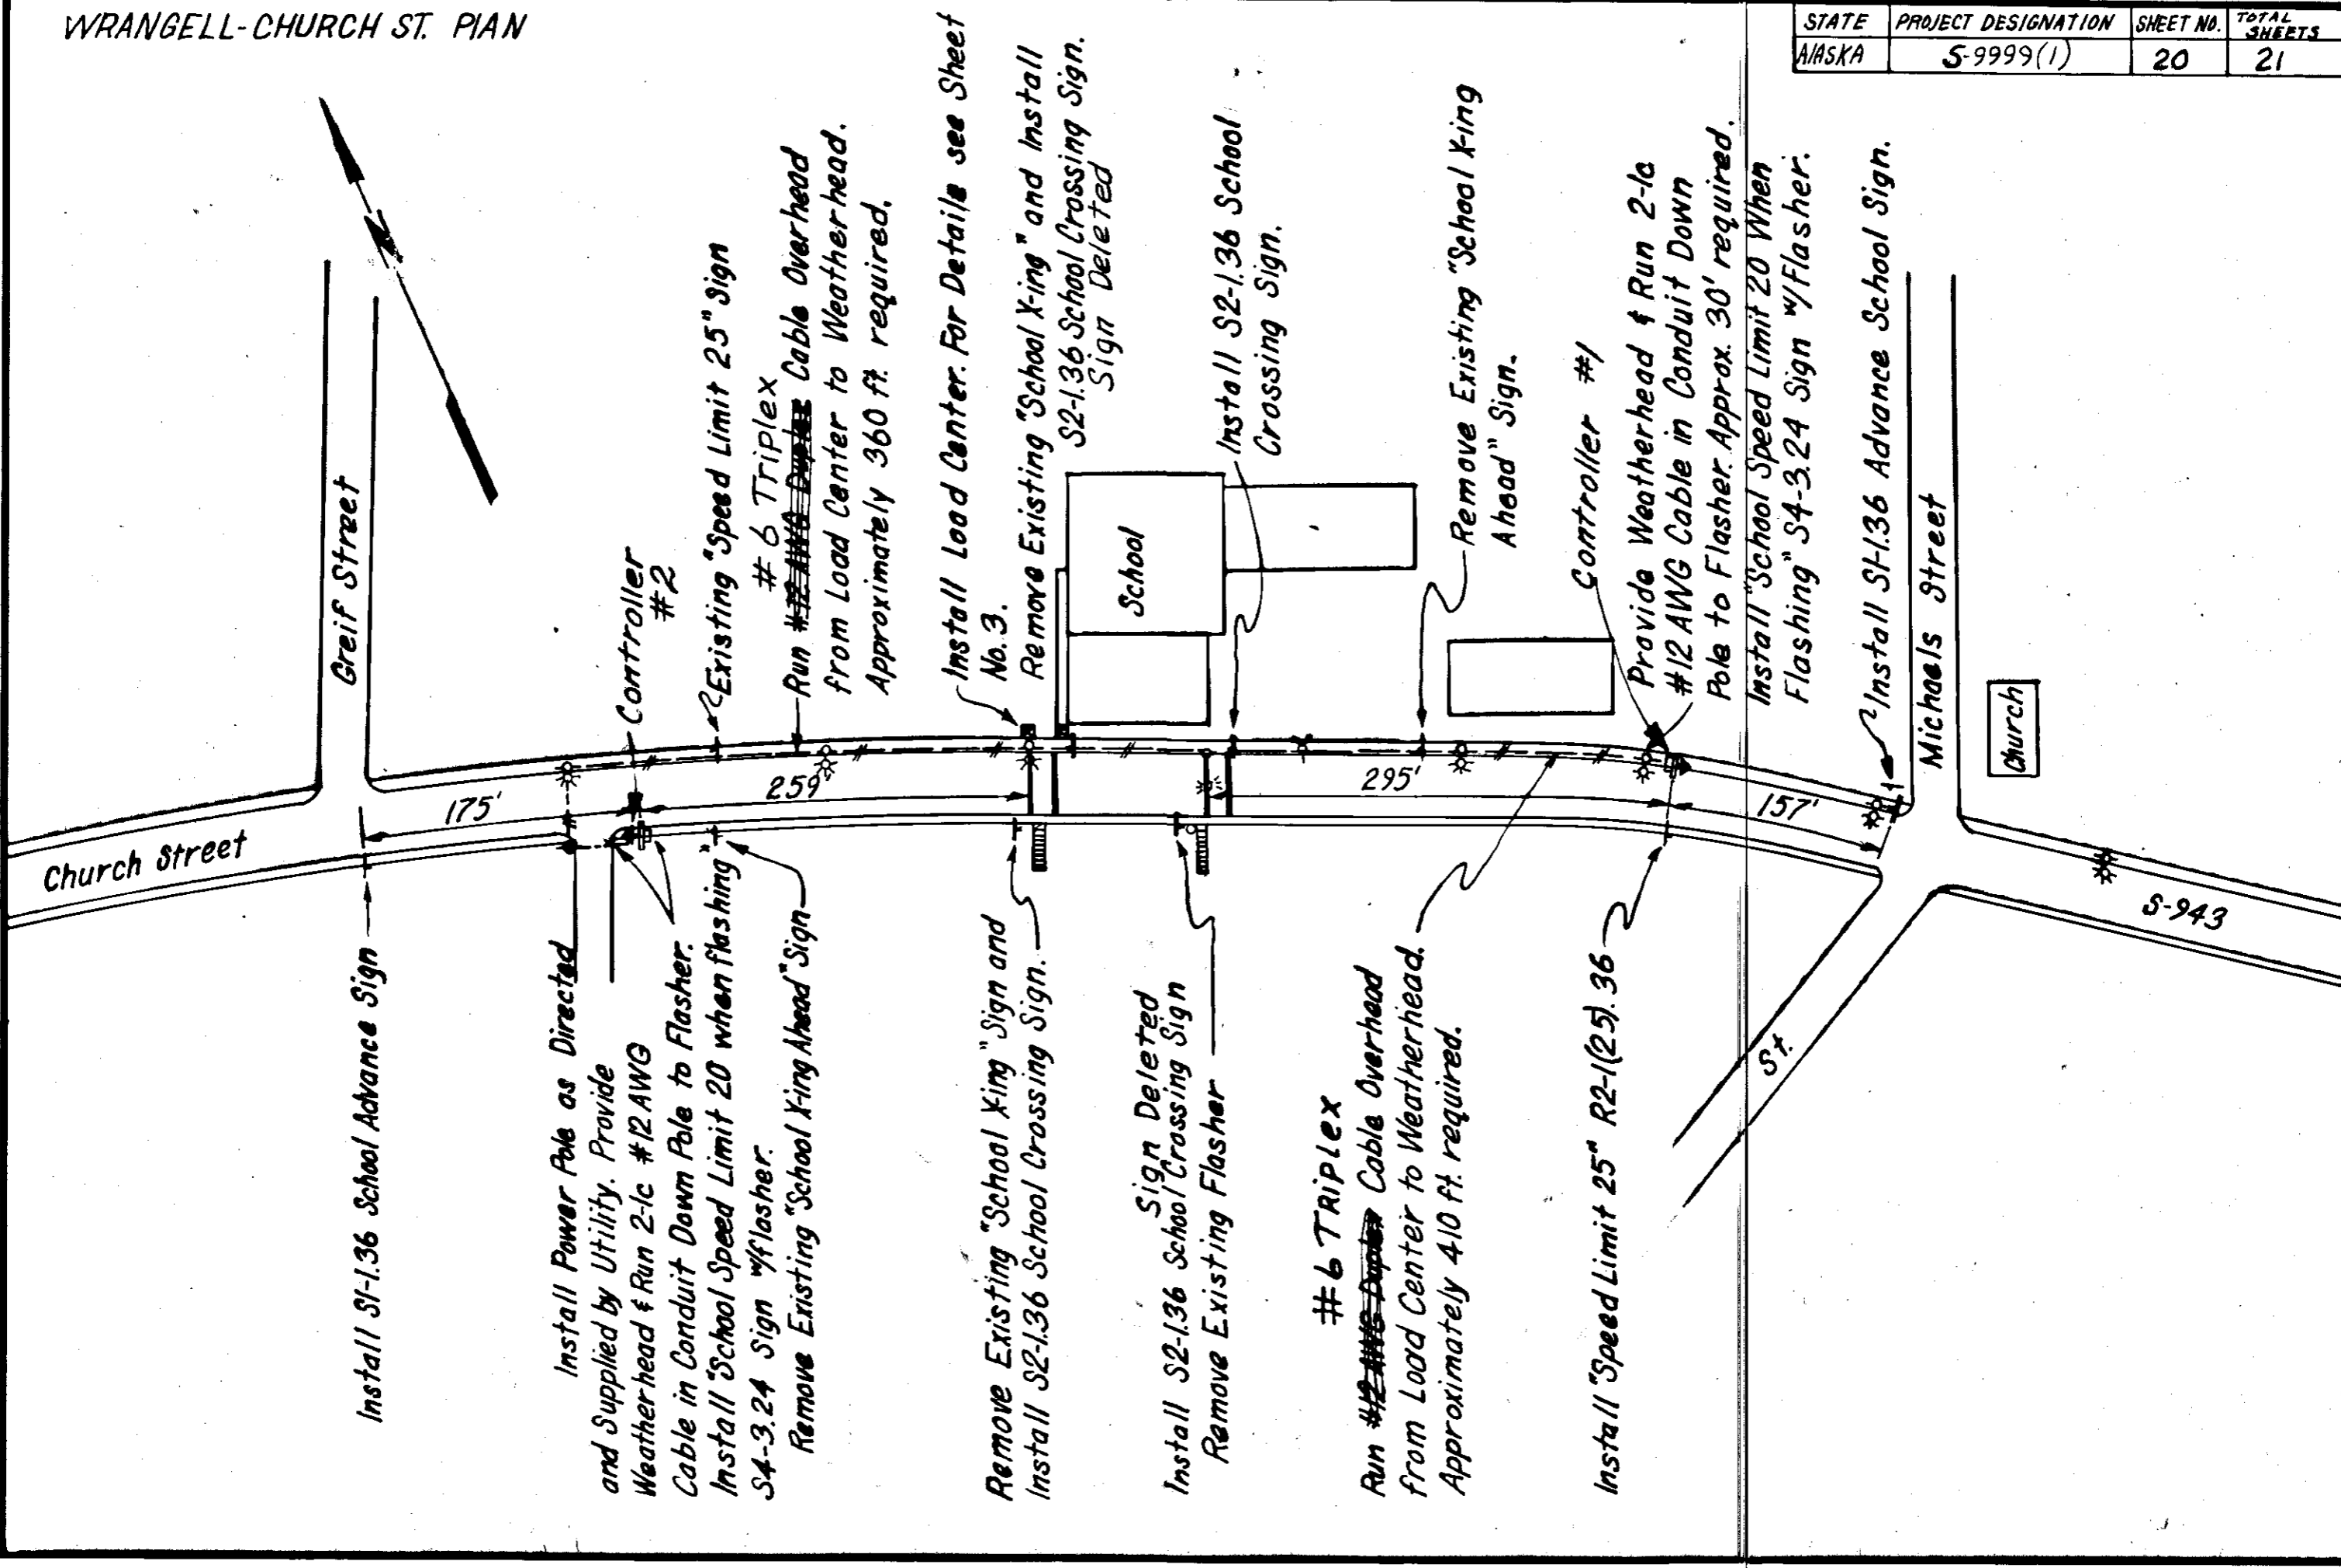 WRANGELL-CHURCH ST. PLAN
STATE PROJECT DESIGNATION SHEET NO. TOTAL SHEETS
ALASKA S-9999(1) 20 21
Greif Street
Controller
#2
Existing "Speed Limit 25" Sign
# 6 Triplex
Run #12 AWG Duplex Cable Overhead
from Load Center to Weatherhead.
Approximately 360 ft. required.
Install Load Center. For Details see Sheet
No. 3.
Remove Existing "School X-ing" and Install
S2-1.36 School Crossing Sign.
Sign Deleted
School
Install S2-1.36 School
Crossing Sign.
Remove Existing "School X-ing
Ahead" Sign.
Controller #1
Provide Weatherhead & Run 2-1c
#12 AWG Cable in Conduit Down
Pole to Flasher. Approx. 30' required.
Install "School Speed Limit 20 When
Flashing" S4-3.24 Sign w/Flasher.
Install S1-1.36 Advance School Sign.
Michaels Street
Church
Church Street
175'
259'
295'
157'
S-943
St.
Install S1-1.36 School Advance Sign
Install Power Pole as Directed
and Supplied by Utility. Provide
Weatherhead & Run 2-1c #12 AWG
Cable in Conduit Down Pole to Flasher.
Install "School Speed Limit 20 when flashing"
S4-3.24 Sign w/flasher.
Remove Existing "School X-ing Ahead" Sign
Remove Existing "School X-ing" Sign and
Install S2-1.36 School Crossing Sign.
Sign Deleted
Install S2-1.36 School Crossing Sign
Remove Existing Flasher
#6 TRIPLEX
Run #12 AWG Duplex Cable Overhead
from Load Center to Weatherhead.
Approximately 410 ft. required.
Install "Speed Limit 25" R2-1(25).36